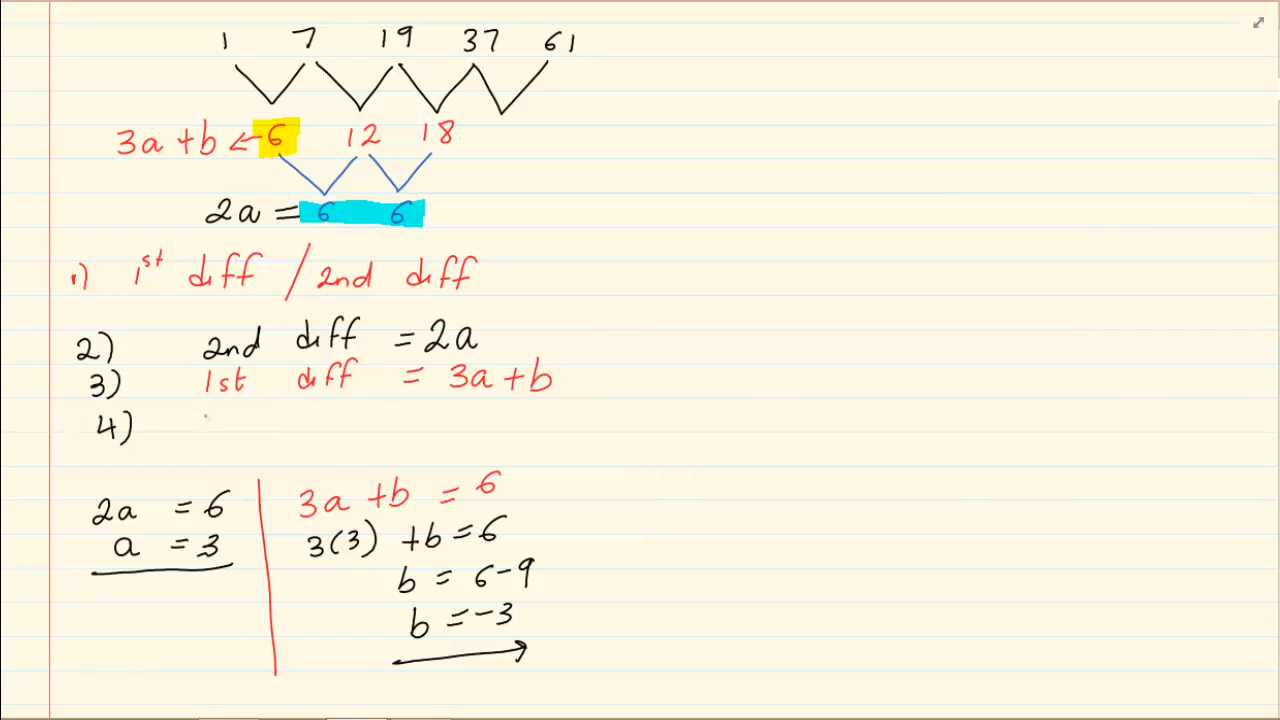 1 7 19 37 61
3a + b ← 6 12 18
2a = 6 6
1) 1st diff / 2nd diff
2) 2nd diff = 2a
3) 1st diff = 3a + b
4)
2a = 6
a = 3
3a + b = 6
3(3) + b = 6
b = 6 - 9
b = -3